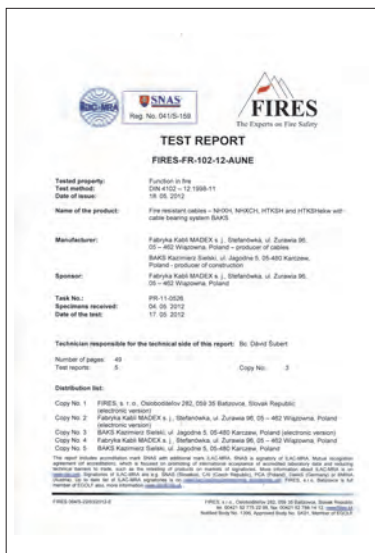 ILAC-MRA
SNAS
Reg. No. 041/S-158
FIRES
The Experts on Fire Safety
TEST REPORT
FIRES-FR-102-12-AUNE
Tested property: Function in fire
Test method: DIN 4102 – 12:1998-11
Date of issue: 18. 05. 2012
Name of the product: Fire resistant cables – NHXH, NHXCH, HTKSH and HTKSHekw with
cable bearing system BAKS
Manufacturer: Fabryka Kabli MADEX s. j., Stefanówka, ul. Żurawia 96,
05 – 462 Wiązowna, Poland – producer of cables
BAKS Kazimierz Sielski, ul. Jagodne 5, 05-480 Karczew,
Poland - producer of construction
Sponsor: Fabryka Kabli MADEX s. j., Stefanówka, ul. Żurawia 96,
05 – 462 Wiązowna, Poland
Task No.: PR-11-0526
Specimens received: 04. 05. 2012
Date of the test: 17. 05. 2012
Technician responsible for the technical side of this report: Bc. Dávid Šubert
Number of pages: 49
Test reports: 5 Copy No.: 3
Distribution list:
Copy No. 1 FIRES, s. r. o., Osloboditeľov 282, 059 35 Batizovce, Slovak Republic
(electronic version)
Copy No. 2 Fabryka Kabli MADEX s. j., Stefanówka, ul. Żurawia 96, 05 – 462 Wiązowna, Poland
(electronic version)
Copy No. 3 BAKS Kazimierz Sielski, ul. Jagodne 5, 05-480 Karczew, Poland (electronic version)
Copy No. 4 Fabryka Kabli MADEX s. j., Stefanówka, ul. Żurawia 96, 05 – 462 Wiązowna, Poland
Copy No. 5 BAKS Kazimierz Sielski, ul. Jagodne 5, 05-480 Karczew, Poland